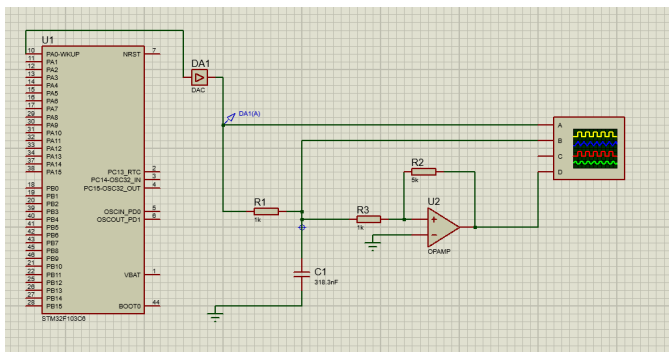 U1
10 PA0-WKUP NRST 7
11 PA1
12 PA2
13 PA3
14 PA4
15 PA5
16 PA6
17 PA7
29 PA8
30 PA9
31 PA10
32 PA11
33 PA12
34 PA13
37 PA14
38 PA15 PC13_RTC 2
PC14-OSC32_IN 3
18 PB0 PC15-OSC32_OUT 4
19 PB1
20 PB2
39 PB3 OSCIN_PD0 5
40 PB4 OSCOUT_PD1 6
41 PB5
42 PB6
43 PB7
45 PB8
46 PB9
21 PB10
22 PB11 VBAT 1
25 PB12
26 PB13
27 PB14
28 PB15 BOOT0 44
STM32F103C6
DA1
DAC
DA1(A)
R1
1k
C1
318.3nF
R3
1k
R2
5k
U2
OPAMP
A
B
C
D